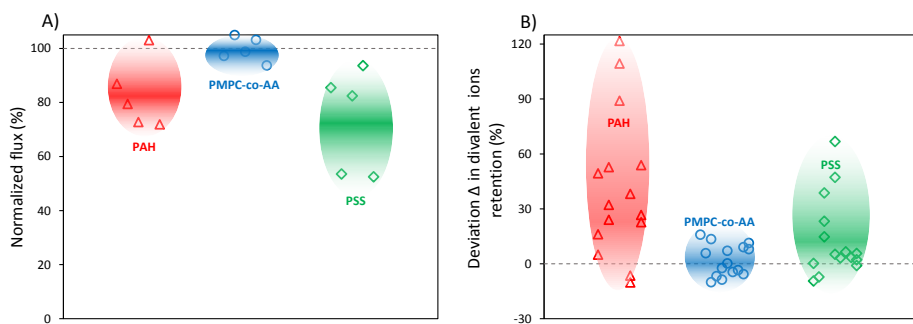 A)
Normalized flux (%)
100
80
60
40
20
0
PAH
PMPC-co-AA
PSS
B)
Deviation Δ in divalent ions
retention (%)
120
90
60
30
0
-30
PAH
PMPC-co-AA
PSS